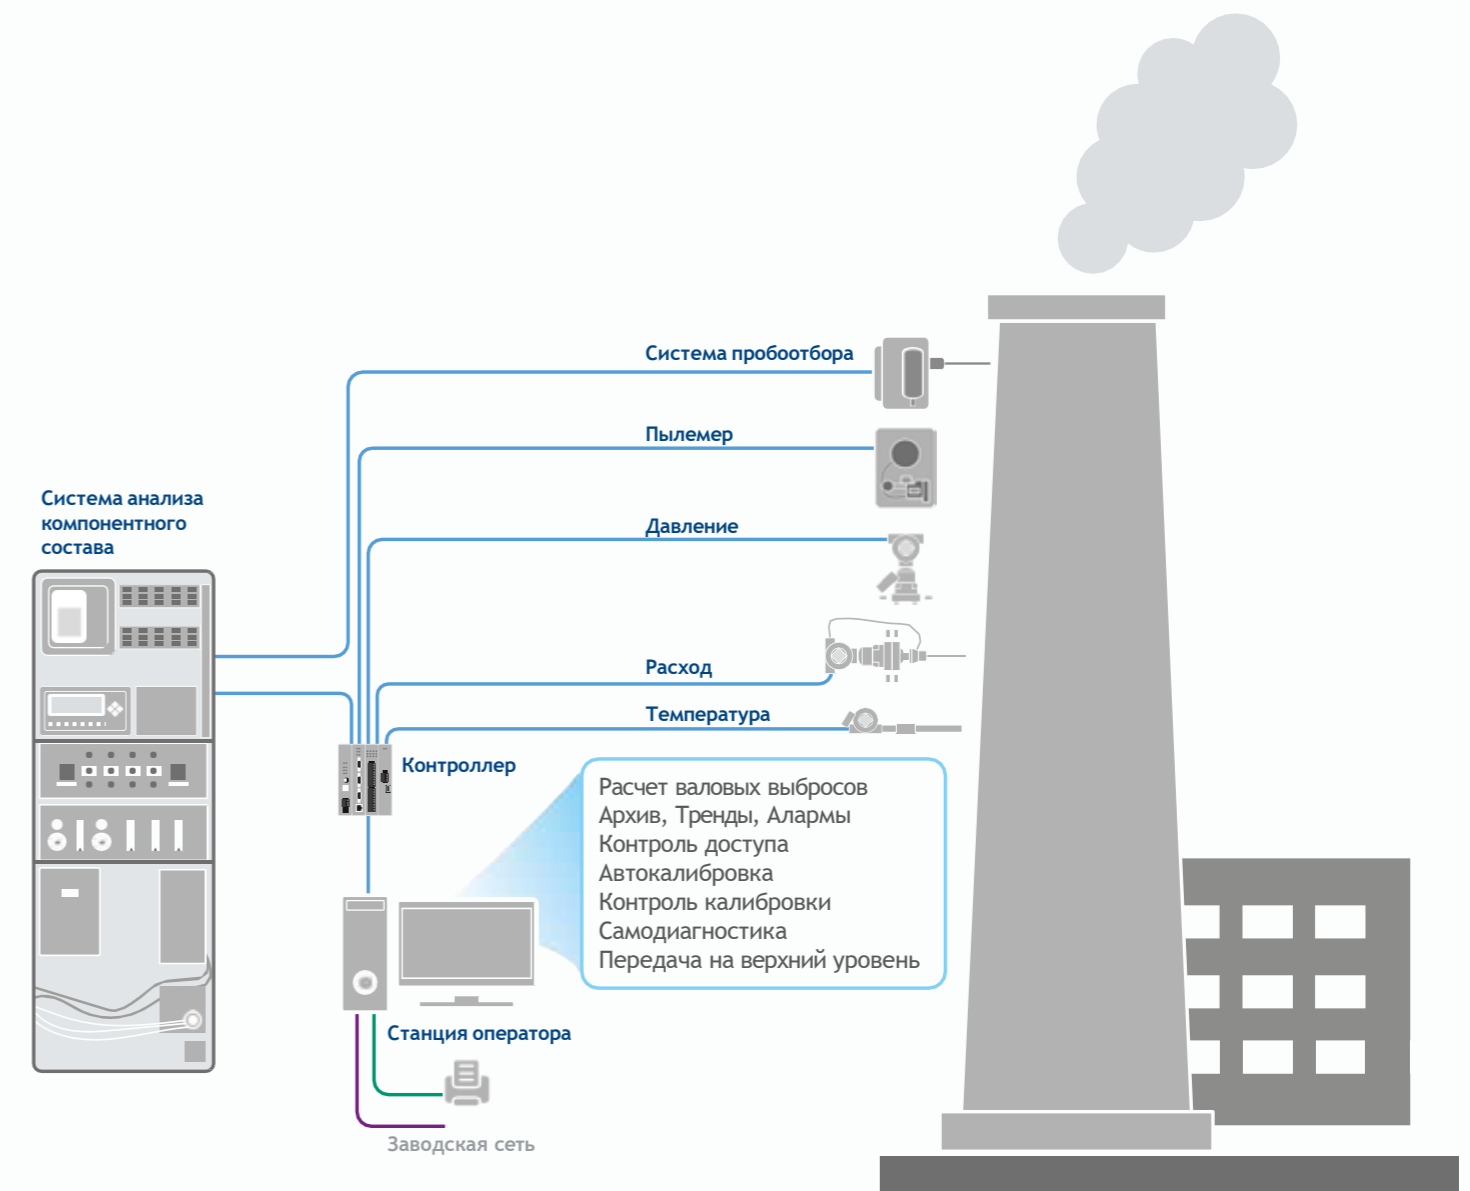 Система пробоотбора
Пылемер
Система анализа
компонентного
состава
Давление
Расход
Температура
Контроллер
Расчет валовых выбросов
Архив, Тренды, Алармы
Контроль доступа
Автокалибровка
Контроль калибровки
Самодиагностика
Передача на верхний уровень
Станция оператора
Заводская сеть